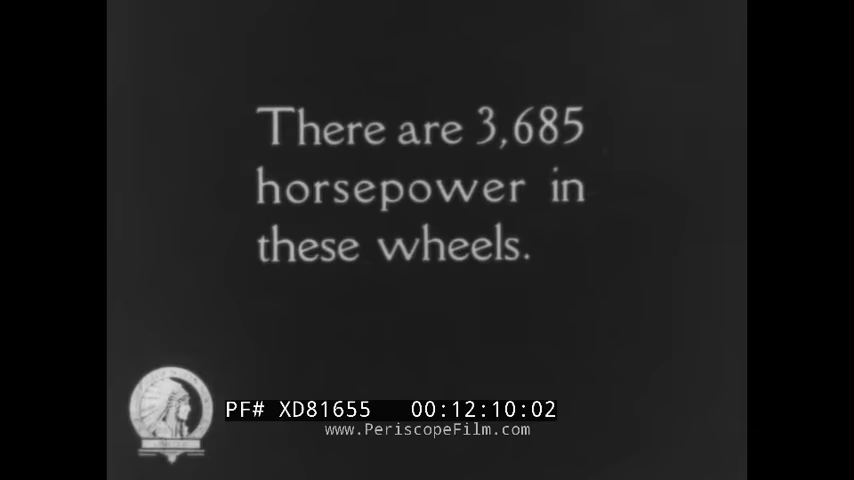 There are 3,685
horsepower in
these wheels.
PF# XD81655 00:12:10:02
www.PeriscopeFilm.com